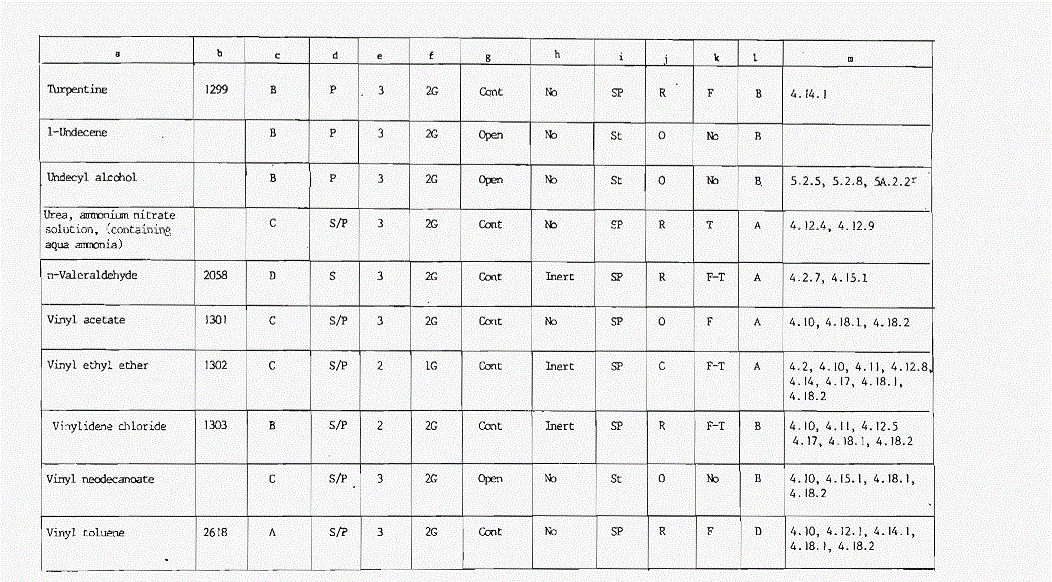 a b c d e f g h i j k l m
Turpentine 1299 B P 3 2G Cont No SP R F B 4.14.1
1-Undecene B P 3 2G Open No St O No B
Undecyl alcohol B P 3 2G Open No St O No B 5.2.5, 5.2.8, 5A.2.2r
Urea, ammonium nitrate
solution, (containing C S/P 3 2G Cont No SP R T A 4.12.4, 4.12.9
aqua ammonia)
n-Valeraldehyde 2058 D S 3 2G Cont Inert SP R F-T A 4.2.7, 4.15.1
Vinyl acetate 1301 C S/P 3 2G Cont No SP O F A 4.10, 4.18.1, 4.18.2
Vinyl ethyl ether 1302 C S/P 2 1G Cont Inert SP C F-T A 4.2, 4.10, 4.11, 4.12.8,
4.14, 4.17, 4.18.1,
4.18.2
Vinylidene chloride 1303 B S/P 2 2G Cont Inert SP R F-T B 4.10, 4.11, 4.12.5
4.17, 4.18.1, 4.18.2
Vinyl neodecanoate C S/P 3 2G Open No St O No B 4.10, 4.15.1, 4.18.1,
4.18.2
Vinyl toluene 2618 A S/P 3 2G Cont No SP R F D 4.10, 4.12.1, 4.14.1,
4.18.1, 4.18.2